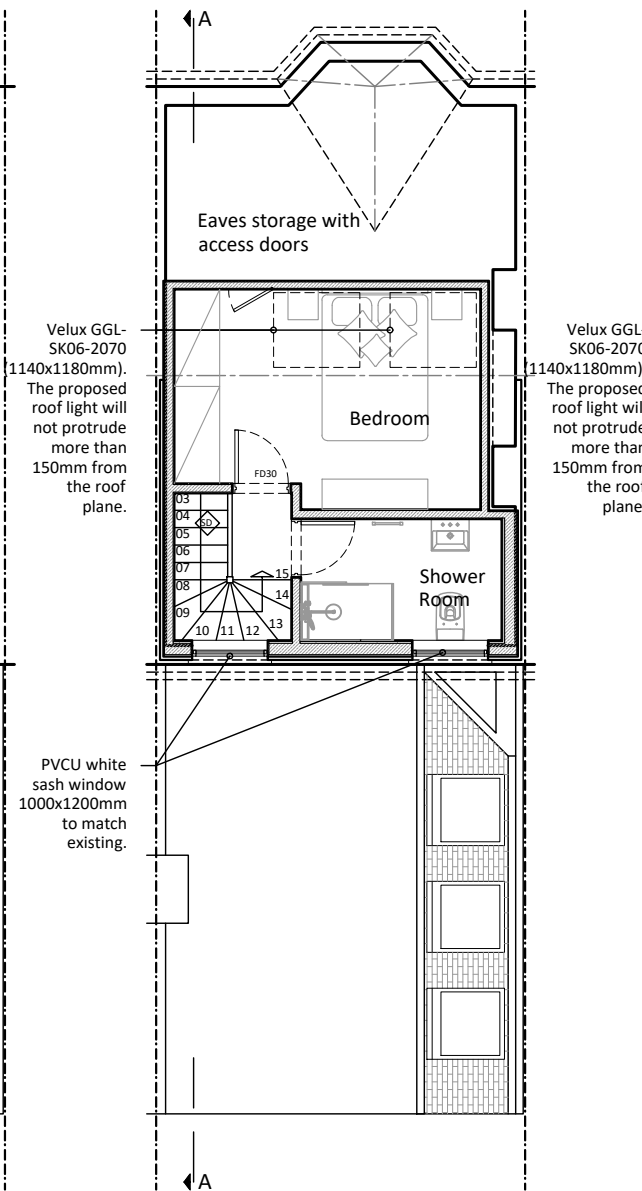 A
Eaves storage with
access doors
Velux GGL-
SK06-2070
(1140x1180mm).
The proposed
roof light will
not protrude
more than
150mm from
the roof
plane.
Velux GGL-
SK06-2070
(1140x1180mm)
The proposed
roof light will
not protrude
more than
150mm from
the roof
plane
Bedroom
FD30
03
04
SD
05
06
07
08
09
10
11
12
13
14
15
Shower
Room
PVCU white
sash window
1000x1200mm
to match
existing.
A